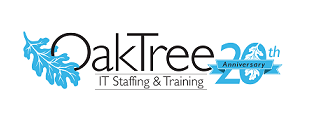 OakTree
IT Staffing & Training
20th
Anniversary